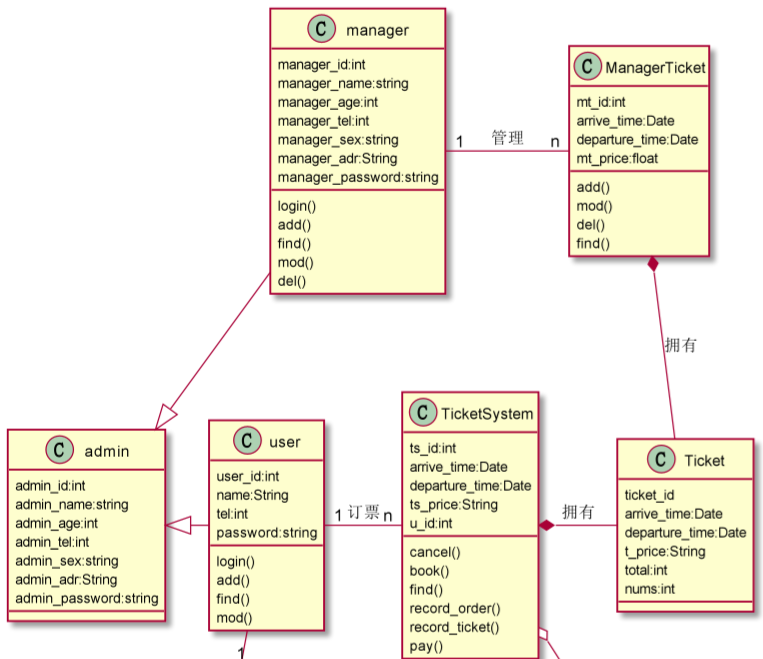 C manager
manager_id:int
manager_name:string
manager_age:int
manager_tel:int
manager_sex:string
manager_adr:String
manager_password:string
login()
add()
find()
mod()
del()
1 管理 n
C ManagerTicket
mt_id:int
arrive_time:Date
departure_time:Date
mt_price:float
add()
mod()
del()
find()
拥有
C admin
admin_id:int
admin_name:string
admin_age:int
admin_tel:int
admin_sex:string
admin_adr:String
admin_password:string
C user
user_id:int
name:String
tel:int
password:string
login()
add()
find()
mod()
1
1 订票 n
C TicketSystem
ts_id:int
arrive_time:Date
departure_time:Date
ts_price:String
u_id:int
cancel()
book()
find()
record_order()
record_ticket()
pay()
拥有
C Ticket
ticket_id
arrive_time:Date
departure_time:Date
t_price:String
total:int
nums:int